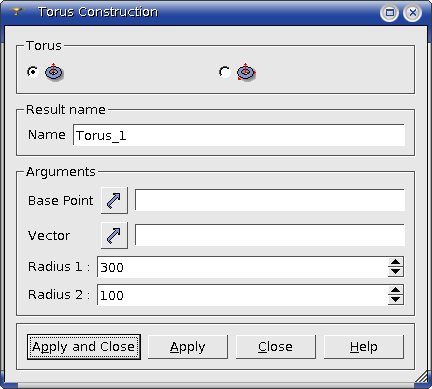 Torus Construction
Torus
Result name
Name Torus_1
Arguments
Base Point
Vector
Radius 1 : 300
Radius 2 : 100
Apply and Close Apply Close Help